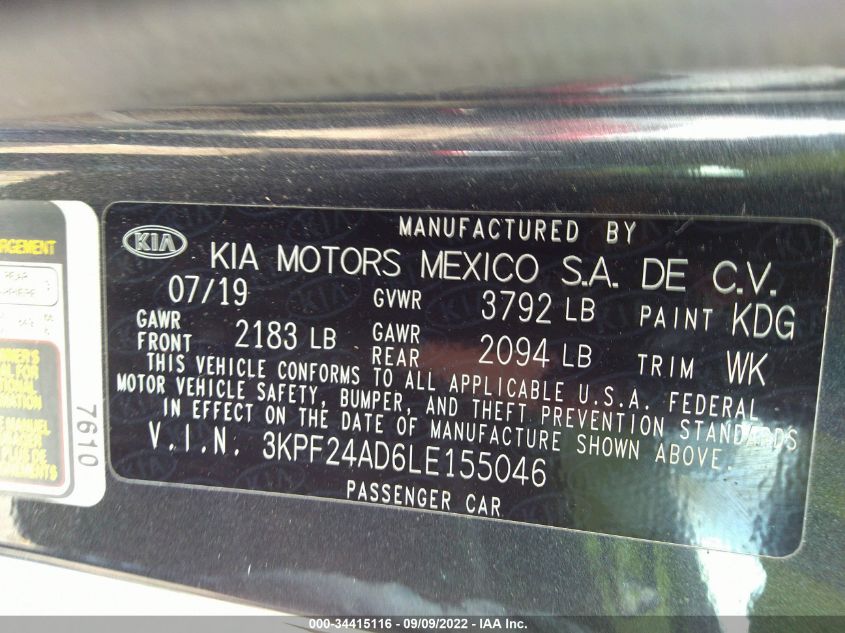 MANUFACTURED BY
KIA KIA MOTORS MEXICO S.A. DE C.V.
07/19 GVWR 3792 LB PAINT KDG
GAWR FRONT 2183 LB GAWR REAR 2094 LB TRIM WK
THIS VEHICLE CONFORMS TO ALL APPLICABLE U.S.A. FEDERAL
MOTOR VEHICLE SAFETY, BUMPER, AND THEFT PREVENTION STANDARDS
IN EFFECT ON THE DATE OF MANUFACTURE SHOWN ABOVE.
V.I.N. 3KPF24AD6LE155046
PASSENGER CAR
REAR
7610
000-34415116 - 09/09/2022 - IAA Inc.